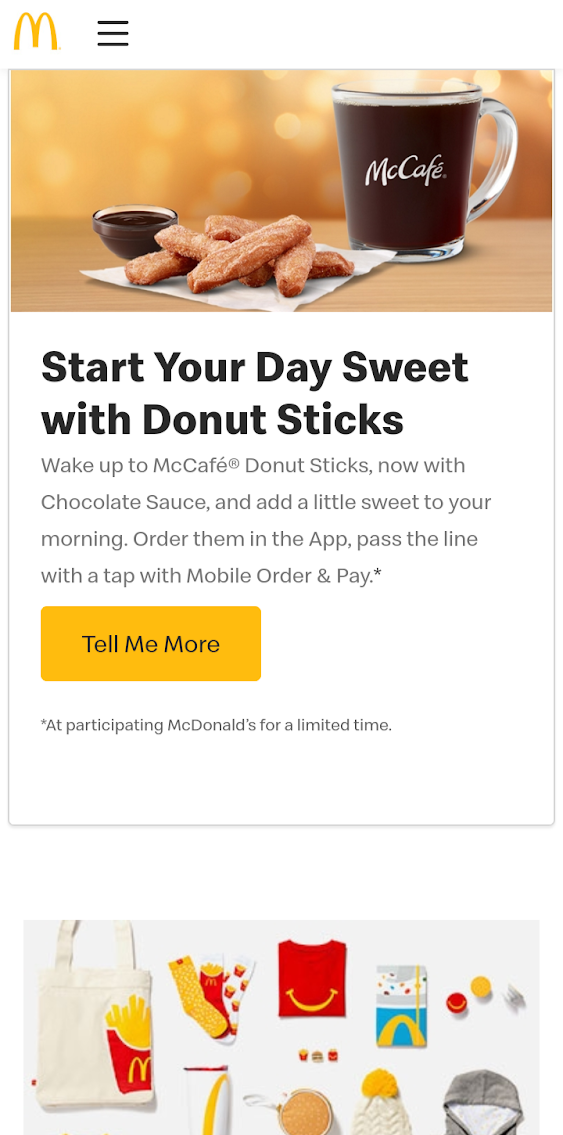 McCafé®
Start Your Day Sweet
with Donut Sticks
Wake up to McCafé® Donut Sticks, now with
Chocolate Sauce, and add a little sweet to your
morning. Order them in the App, pass the line
with a tap with Mobile Order & Pay.*
Tell Me More
*At participating McDonald’s for a limited time.